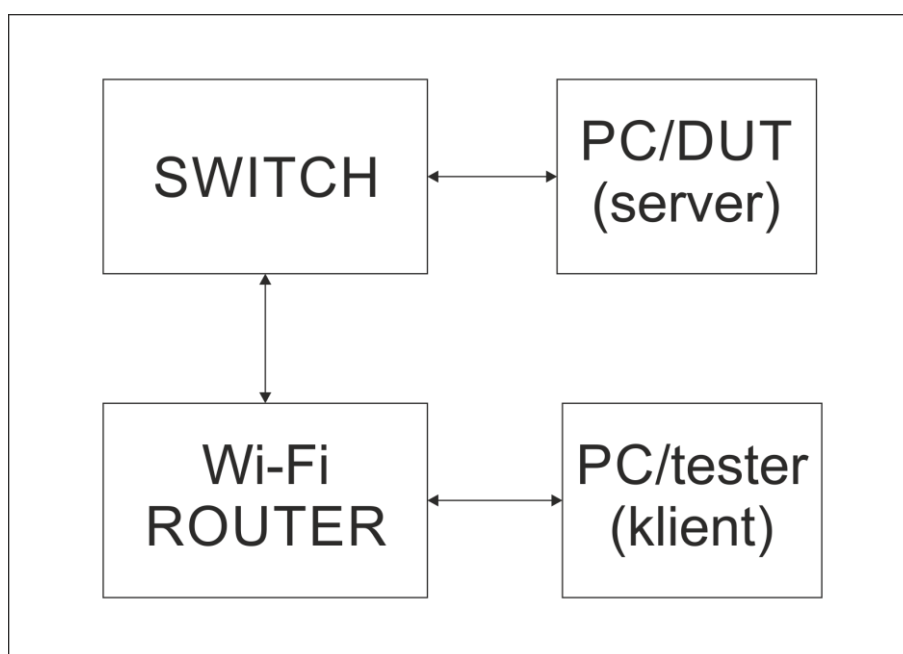 SWITCH
PC/DUT
(server)
Wi-Fi
ROUTER
PC/tester
(klient)